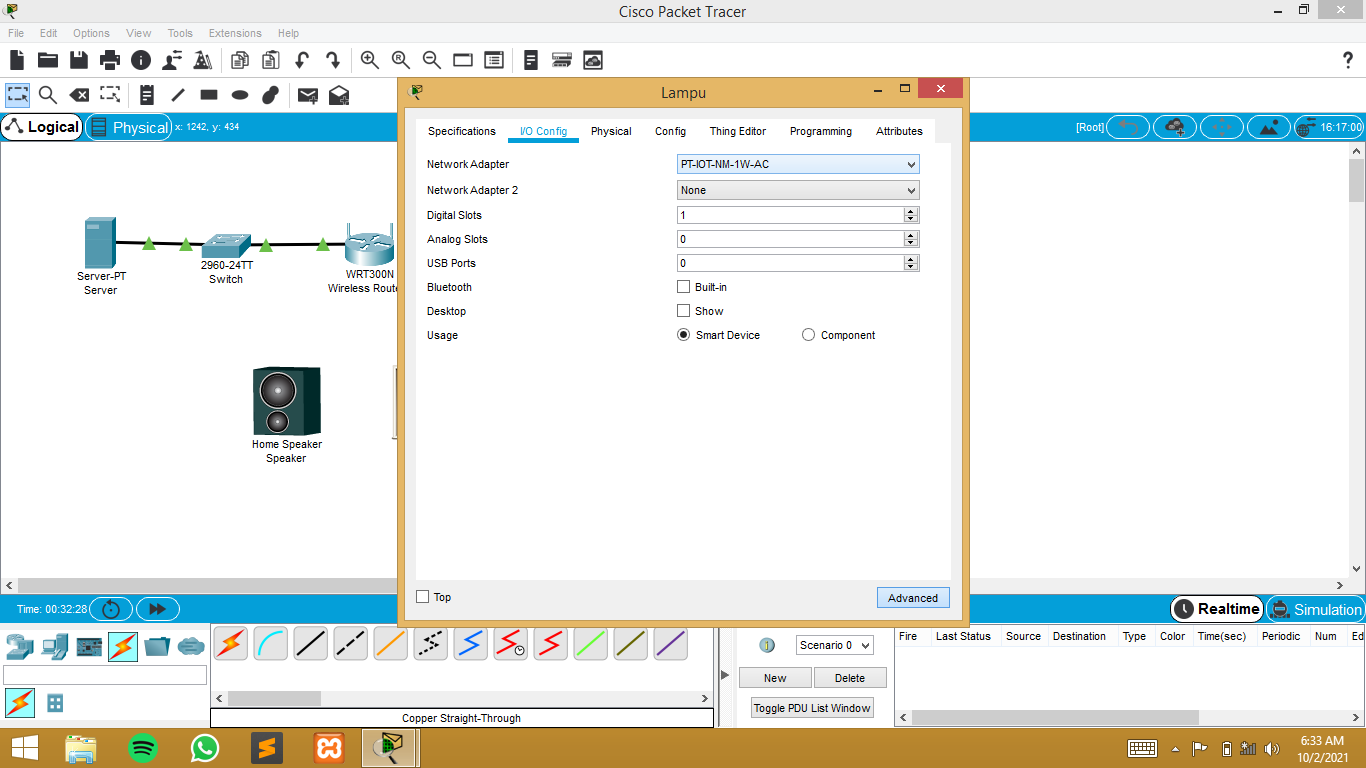 Cisco Packet Tracer
File Edit Options View Tools Extensions Help
?
Lampu
Logical Physical x: 1242, y: 434
[Root] 16:17:00
Specifications I/O Config Physical Config Thing Editor Programming Attributes
Network Adapter PT-IOT-NM-1W-AC
Network Adapter 2 None
Digital Slots 1
Analog Slots 0
USB Ports 0
Bluetooth Built-in
Desktop Show
Usage Smart Device Component
Top Advanced
Server-PT
Server
2960-24TT
Switch
WRT300N
Wireless Route
Home Speaker
Speaker
Time: 00:32:28
Realtime Simulation
Scenario 0
New Delete
Toggle PDU List Window
Fire Last Status Source Destination Type Color Time(sec) Periodic Num Ed
Copper Straight-Through
6:33 AM
10/2/2021